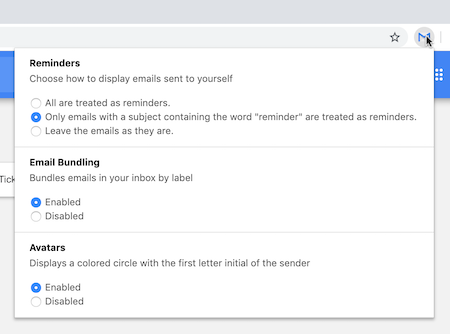 Reminders
Choose how to display emails sent to yourself
All are treated as reminders.
Only emails with a subject containing the word "reminder" are treated as reminders.
Leave the emails as they are.
Email Bundling
Tick
Bundles emails in your inbox by label
Enabled
Disabled
Avatars
Displays a colored circle with the first letter initial of the sender
Enabled
Disabled